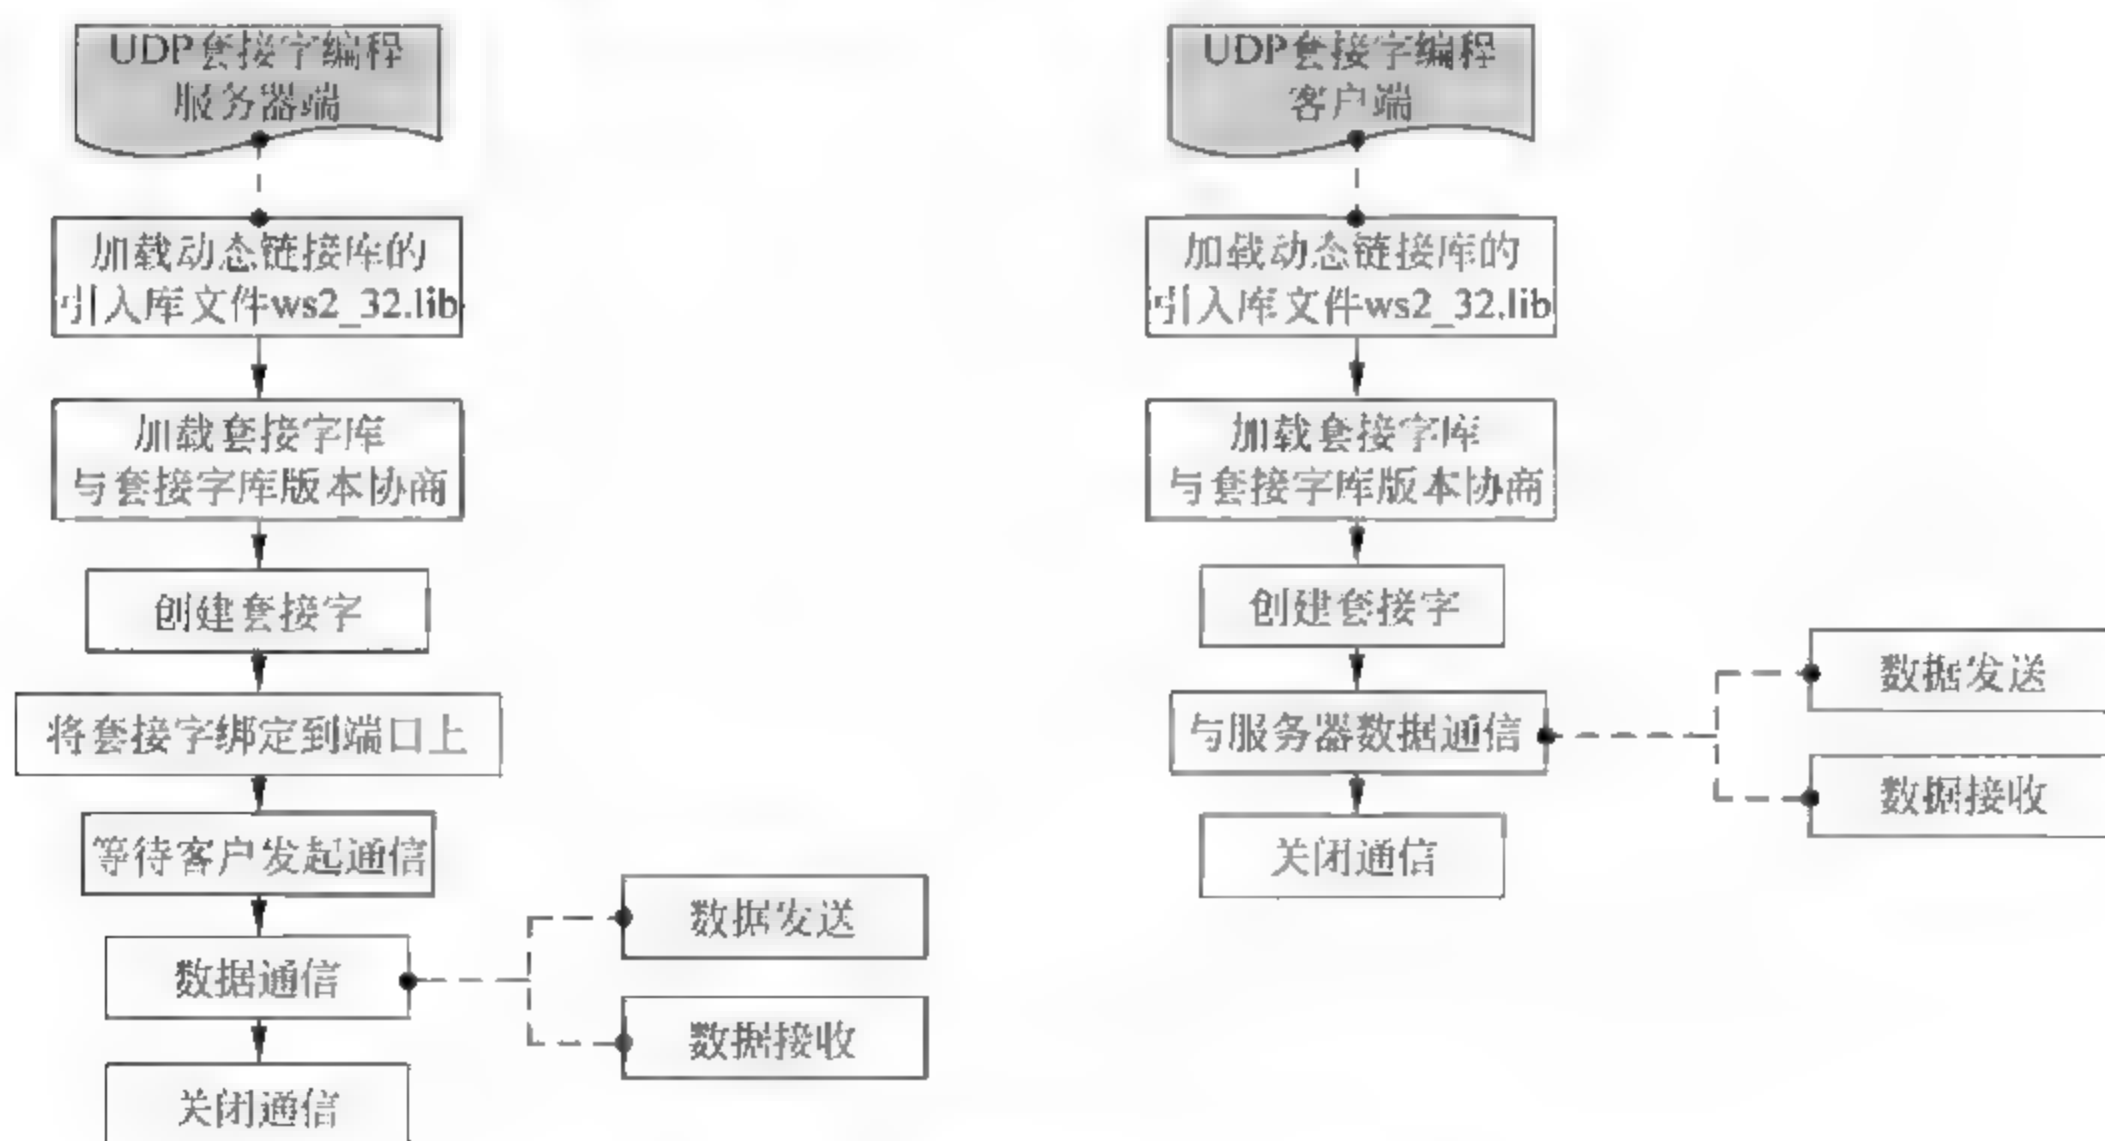 UDP套接字编程
服务器端
加载动态链接库的
引入库文件ws2_32.lib
加载套接字库
与套接字库版本协商
创建套接字
将套接字绑定到端口上
等待客户发起通信
数据通信
数据发送
数据接收
关闭通信
UDP套接字编程
客户端
加载动态链接库的
引入库文件ws2_32.lib
加载套接字库
与套接字库版本协商
创建套接字
与服务器数据通信
数据发送
数据接收
关闭通信